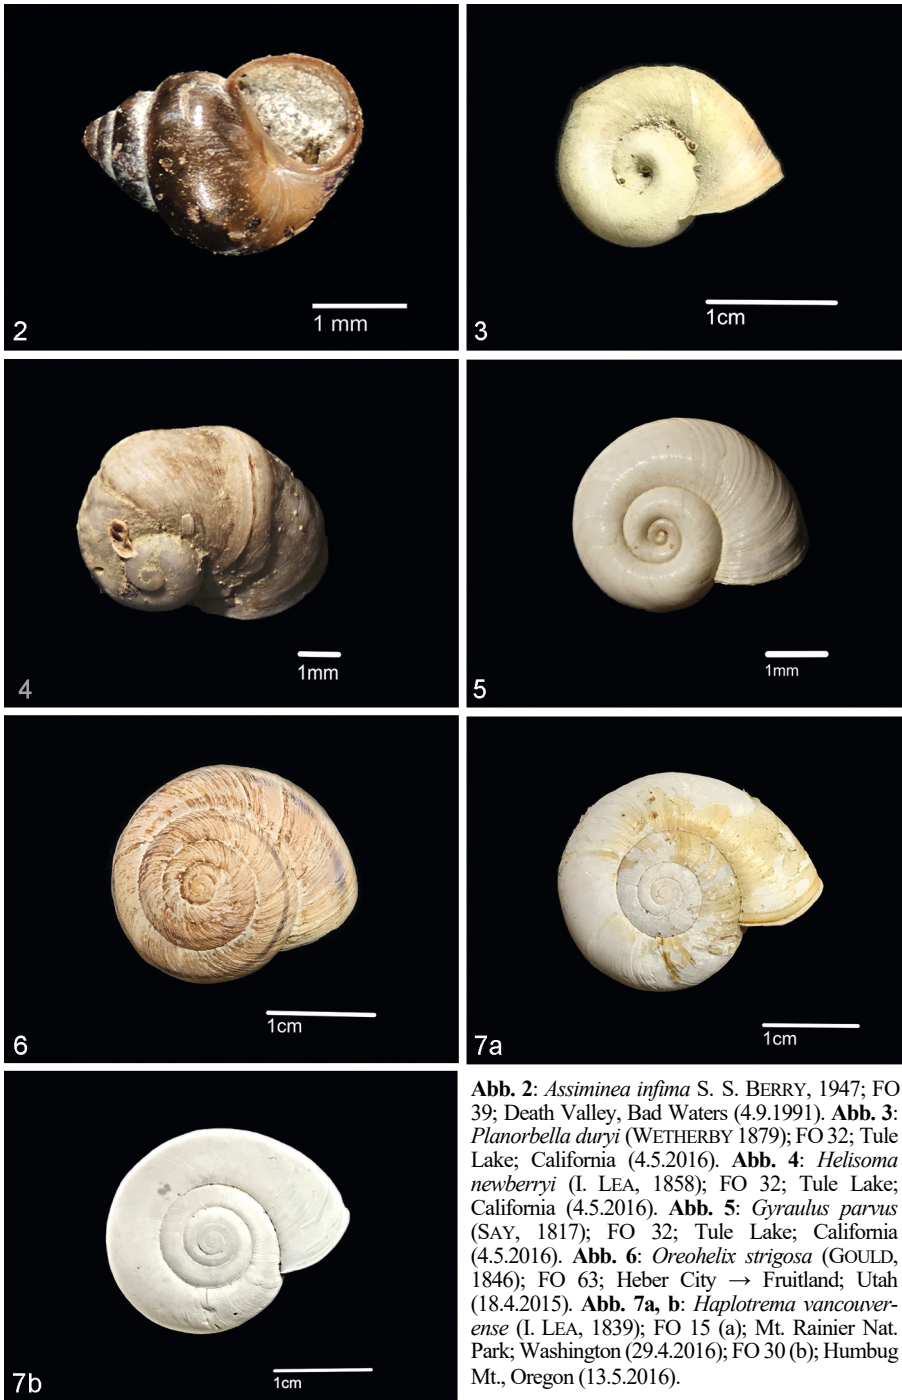 2
1 mm
3
1cm
4
1mm
5
1mm
6
1cm
7a
1cm
7b
1cm
Abb. 2: Assiminea infima S. S. BERRY, 1947; FO
39; Death Valley, Bad Waters (4.9.1991). Abb. 3:
Planorbella duryi (WETHERBY 1879); FO 32; Tule
Lake; California (4.5.2016). Abb. 4: Helisoma
newberryi (I. LEA, 1858); FO 32; Tule Lake;
California (4.5.2016). Abb. 5: Gyraulus parvus
(SAY, 1817); FO 32; Tule Lake; California
(4.5.2016). Abb. 6: Oreohelix strigosa (GOULD,
1846); FO 63; Heber City → Fruitland; Utah
(18.4.2015). Abb. 7a, b: Haplotrema vancouver-
ense (I. LEA, 1839); FO 15 (a); Mt. Rainier Nat.
Park; Washington (29.4.2016); FO 30 (b); Humbug
Mt., Oregon (13.5.2016).